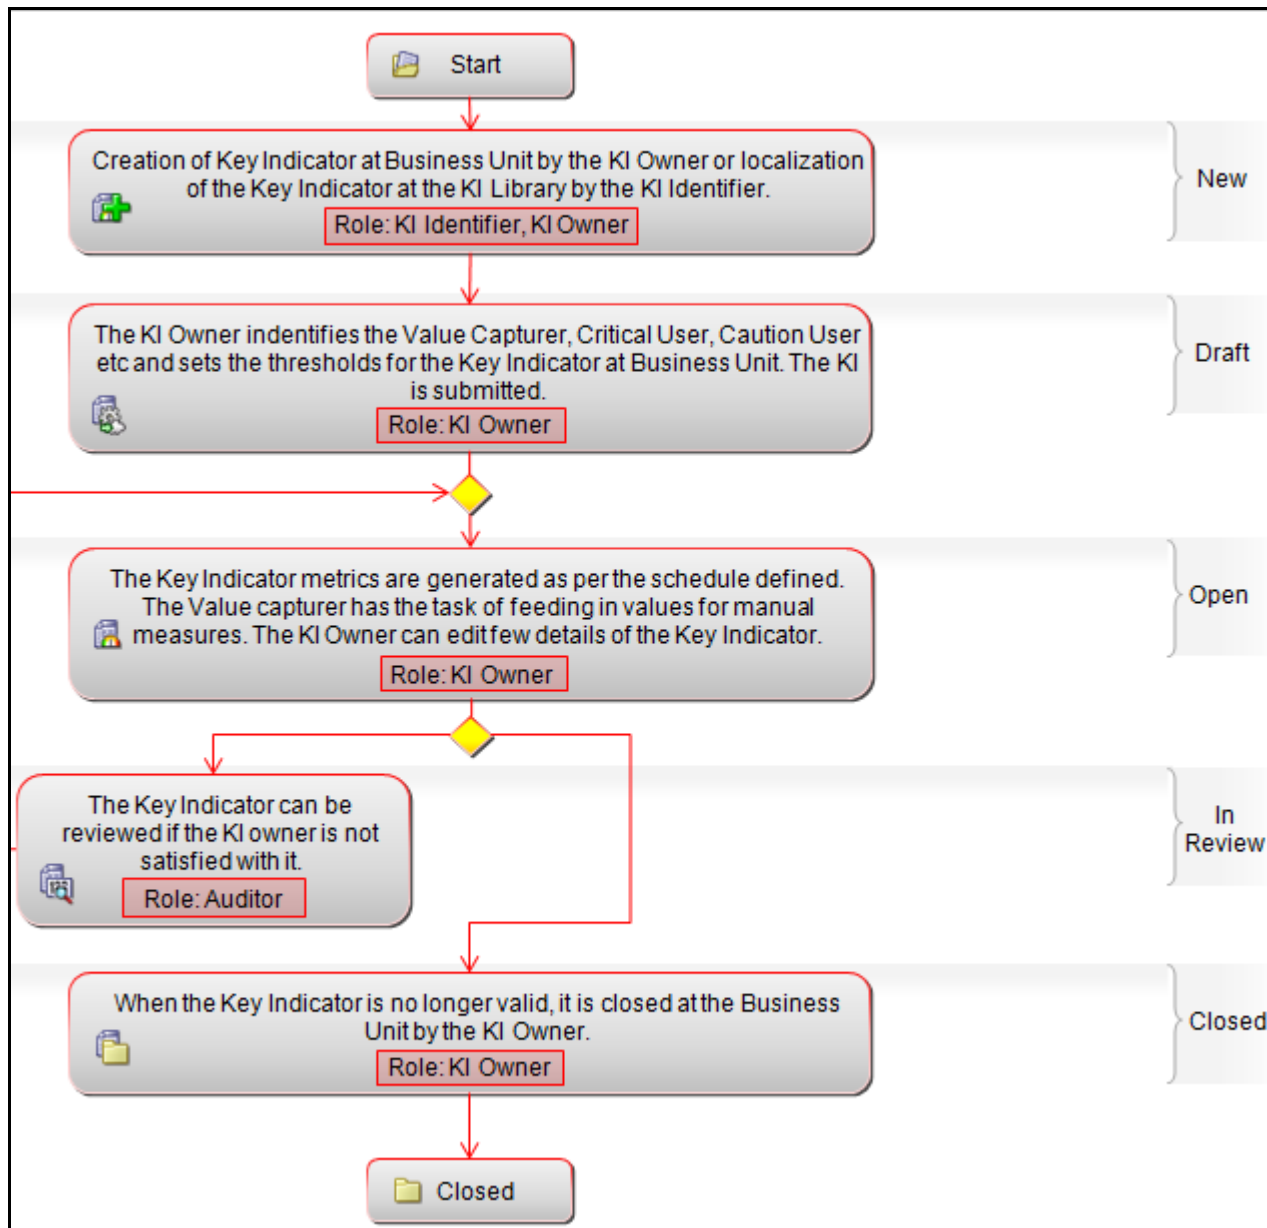 Start
Creation of Key Indicator at Business Unit by the KI Owner or localization
of the Key Indicator at the KI Library by the KI Identifier.
Role: KI Identifier, KI Owner
New
The KI Owner indentifies the Value Capturer, Critical User, Caution User
etc and sets the thresholds for the Key Indicator at Business Unit. The KI
is submitted.
Role: KI Owner
Draft
The Key Indicator metrics are generated as per the schedule defined.
The Value capturer has the task of feeding in values for manual
measures. The KI Owner can edit few details of the Key Indicator.
Role: KI Owner
Open
The Key Indicator can be
reviewed if the KI owner is not
satisfied with it.
Role: Auditor
In
Review
When the Key Indicator is no longer valid, it is closed at the Business
Unit by the KI Owner.
Role: KI Owner
Closed
Closed